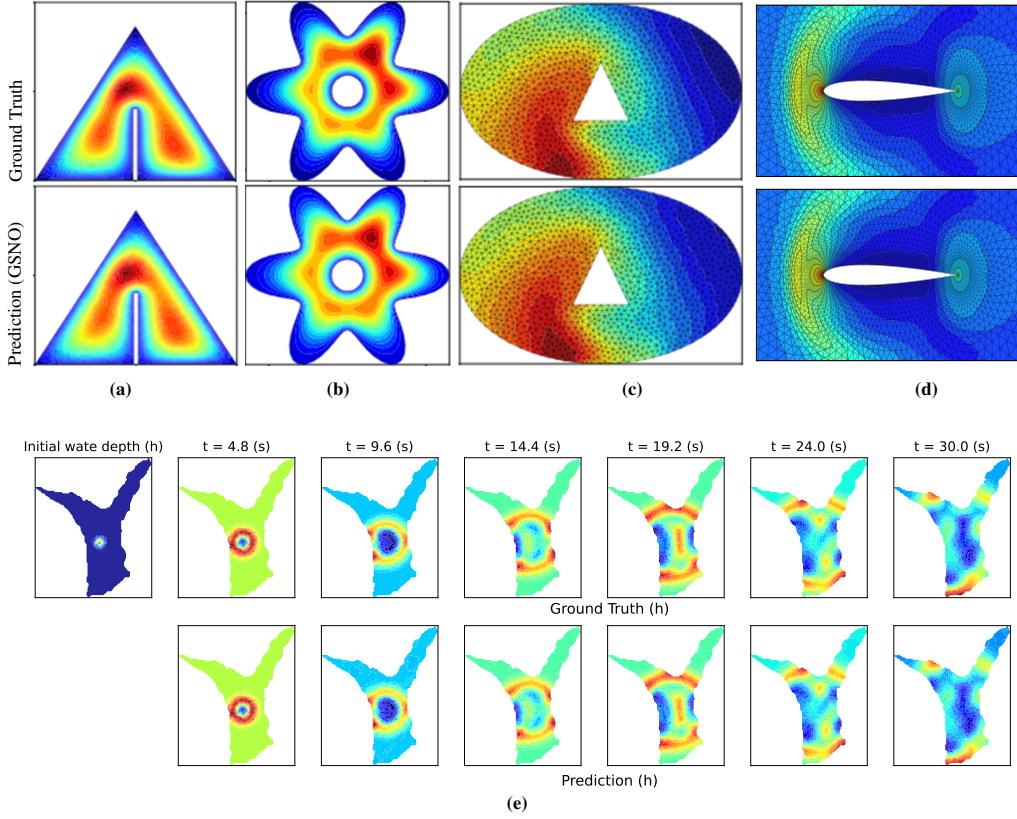 Ground Truth
Prediction (GSNO)
(a) (b) (c) (d)
Initial wate depth (h) t = 4.8 (s) t = 9.6 (s) t = 14.4 (s) t = 19.2 (s) t = 24.0 (s) t = 30.0 (s)
Ground Truth (h)
Prediction (h)
(e)